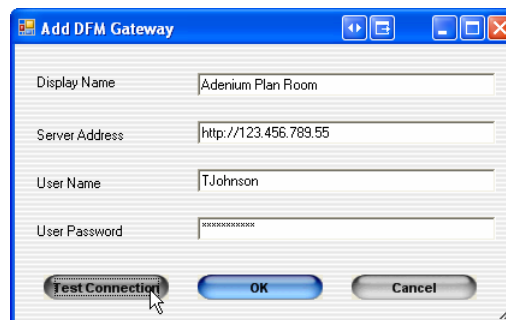 Add DFM Gateway
Display Name Adenium Plan Room
Server Address http://123.456.789.55
User Name TJohnson
User Password xxxxxxxxxxx
Test Connection OK Cancel